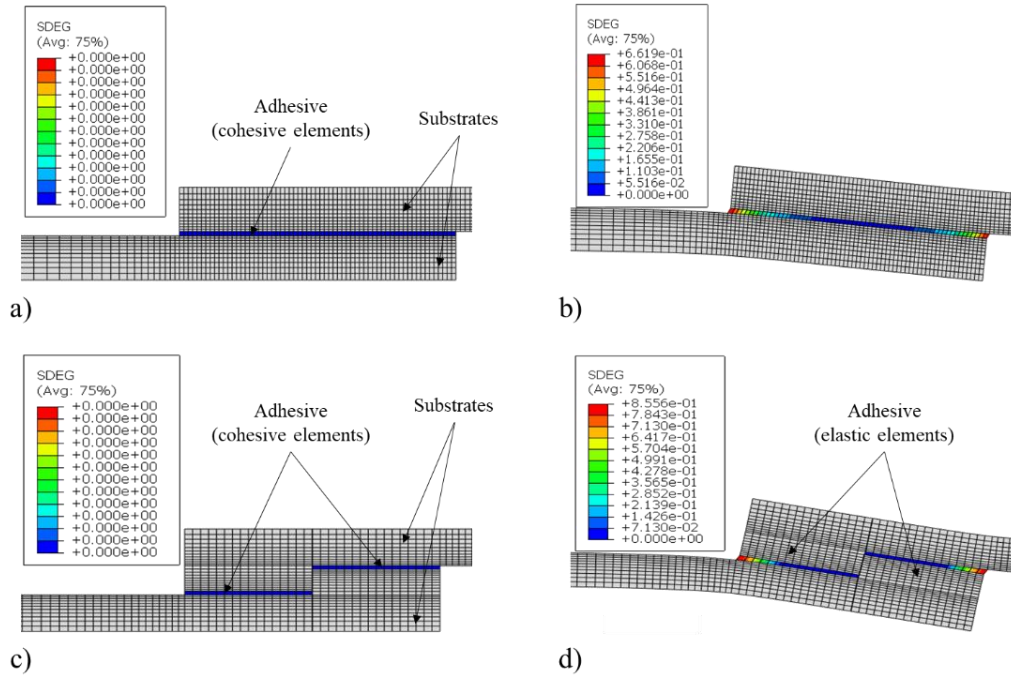 SDEG
(Avg: 75%)
+0.000e+00
+0.000e+00
+0.000e+00
+0.000e+00
+0.000e+00
+0.000e+00
+0.000e+00
+0.000e+00
+0.000e+00
+0.000e+00
+0.000e+00
+0.000e+00
+0.000e+00
Adhesive
(cohesive elements)
Substrates
a)
SDEG
(Avg: 75%)
+6.619e-01
+6.068e-01
+5.516e-01
+4.964e-01
+4.413e-01
+3.861e-01
+3.310e-01
+2.758e-01
+2.206e-01
+1.655e-01
+1.103e-01
+5.516e-02
+0.000e+00
b)
SDEG
(Avg: 75%)
+0.000e+00
+0.000e+00
+0.000e+00
+0.000e+00
+0.000e+00
+0.000e+00
+0.000e+00
+0.000e+00
+0.000e+00
+0.000e+00
+0.000e+00
+0.000e+00
+0.000e+00
Adhesive
(cohesive elements)
Substrates
c)
SDEG
(Avg: 75%)
+8.556e-01
+7.843e-01
+7.130e-01
+6.417e-01
+5.704e-01
+4.991e-01
+4.278e-01
+3.565e-01
+2.852e-01
+2.139e-01
+1.426e-01
+7.130e-02
+0.000e+00
Adhesive
(elastic elements)
d)